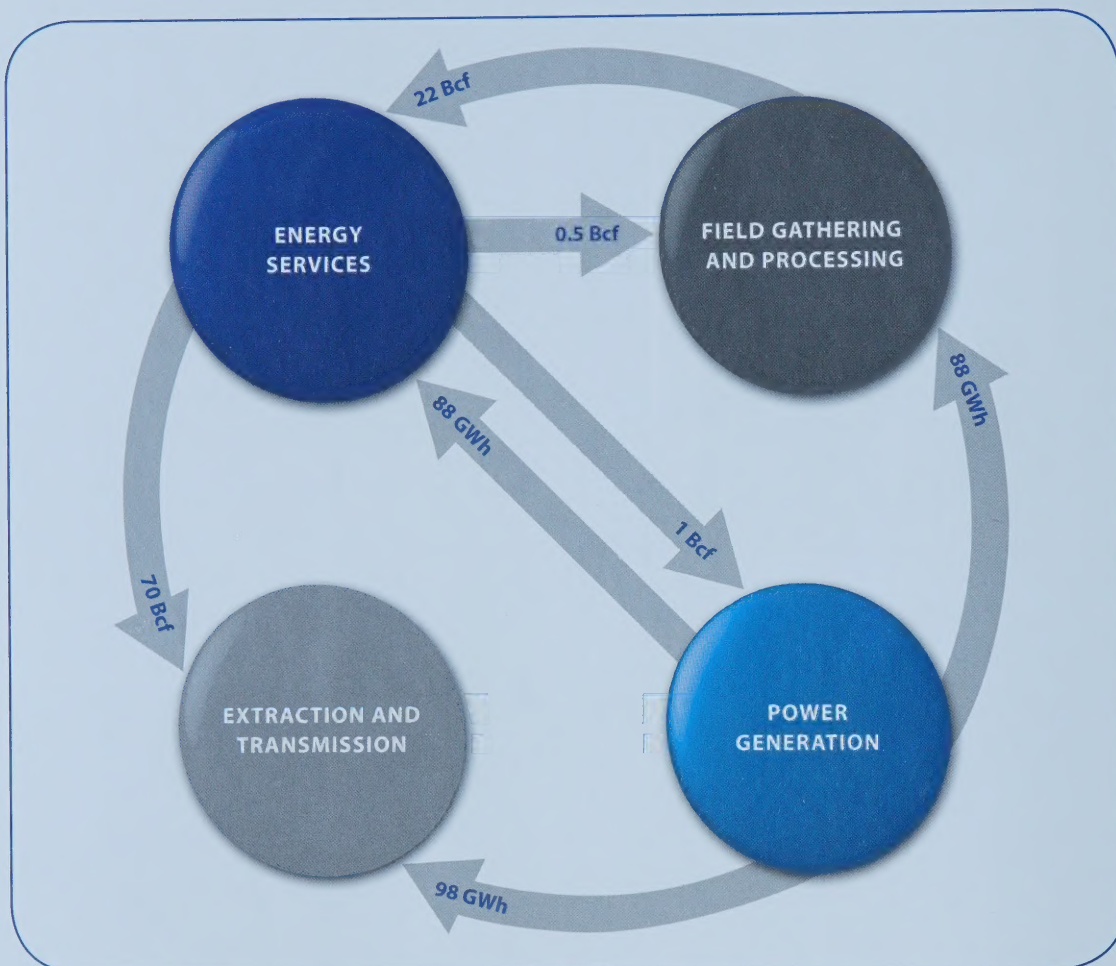 22 Bcf
ENERGY
SERVICES
0.5 Bcf
FIELD GATHERING
AND PROCESSING
88 GWh
88 GWh
1 Bcf
70 Bcf
EXTRACTION AND
TRANSMISSION
POWER
GENERATION
98 GWh